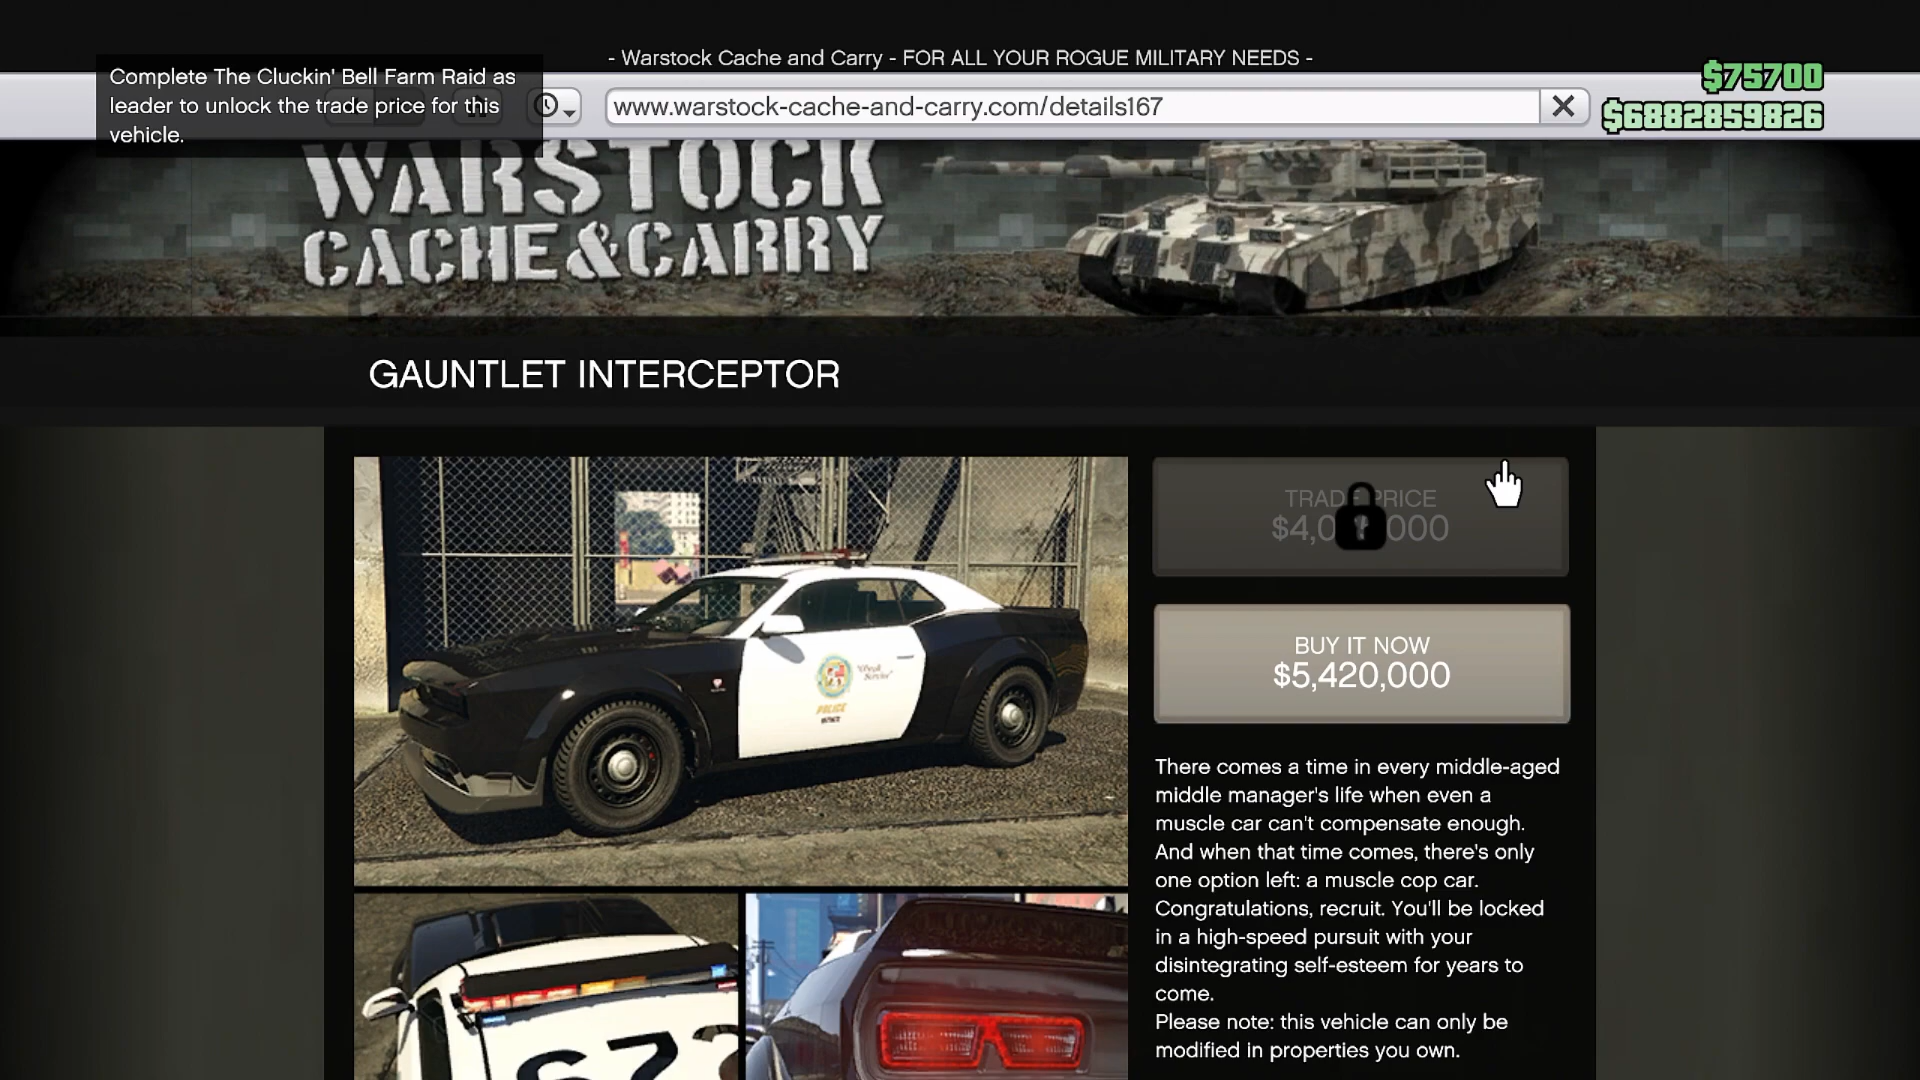 - Warstock Cache and Carry - FOR ALL YOUR ROGUE MILITARY NEEDS -
Complete The Cluckin' Bell Farm Raid as
leader to unlock the trade price for this
vehicle.
www.warstock-cache-and-carry.com/details167
$75700
$6882859826
WARSTOCK
CACHE & CARRY
GAUNTLET INTERCEPTOR
TRADE PRICE
BUY IT NOW
$5,420,000
There comes a time in every middle-aged
middle manager's life when even a
muscle car can't compensate enough.
And when that time comes, there's only
one option left: a muscle cop car.
Congratulations, recruit. You'll be locked
in a high-speed pursuit with your
disintegrating self-esteem for years to
come.
Please note: this vehicle can only be
modified in properties you own.
POLICE